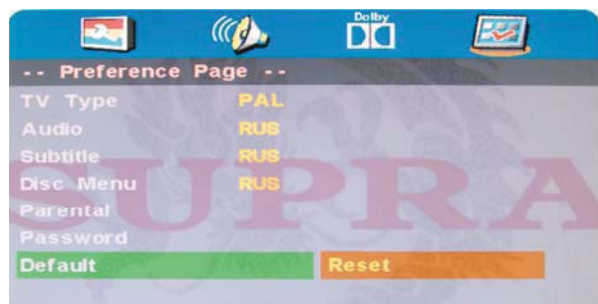 Dolby
-- Preference Page --
TV Type PAL
Audio RUS
Subtitle RUS
Disc Menu RUS
Parental
Password
Default Reset
SUPRA